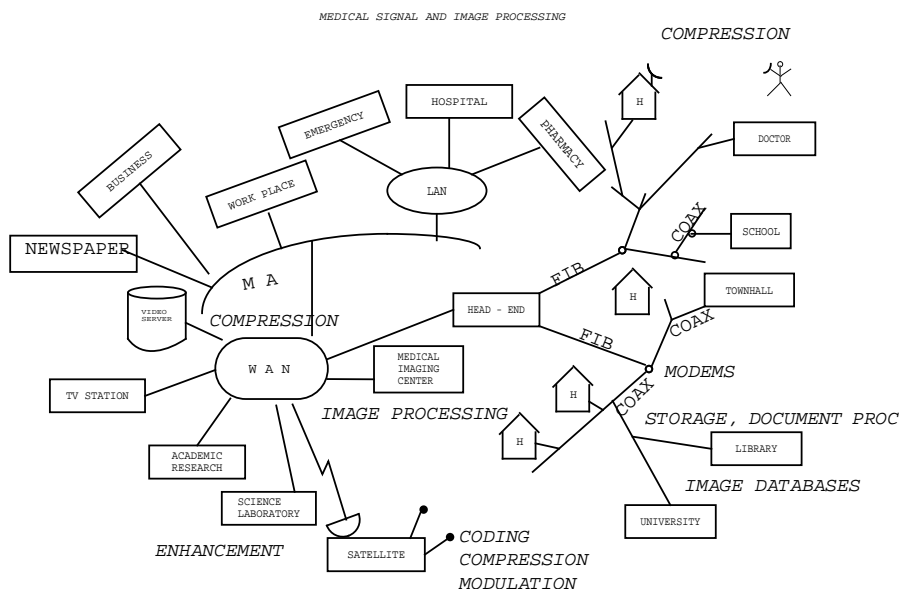 MEDICAL SIGNAL AND IMAGE PROCESSING
COMPRESSION
HOSPITAL
H
EMERGENCY
PHARMACY
DOCTOR
BUSINESS
WORK PLACE
LAN
COAX
SCHOOL
NEWSPAPER
M A
FIB
H
TOWNHALL
VIDEO
SERVER
COMPRESSION
HEAD - END
COAX
FIB
W A N
MEDICAL
IMAGING
CENTER
MODEMS
TV STATION
H
COAX
IMAGE PROCESSING
STORAGE, DOCUMENT PROC
H
LIBRARY
ACADEMIC
RESEARCH
IMAGE DATABASES
SCIENCE
LABORATORY
UNIVERSITY
ENHANCEMENT
SATELLITE
CODING
COMPRESSION
MODULATION